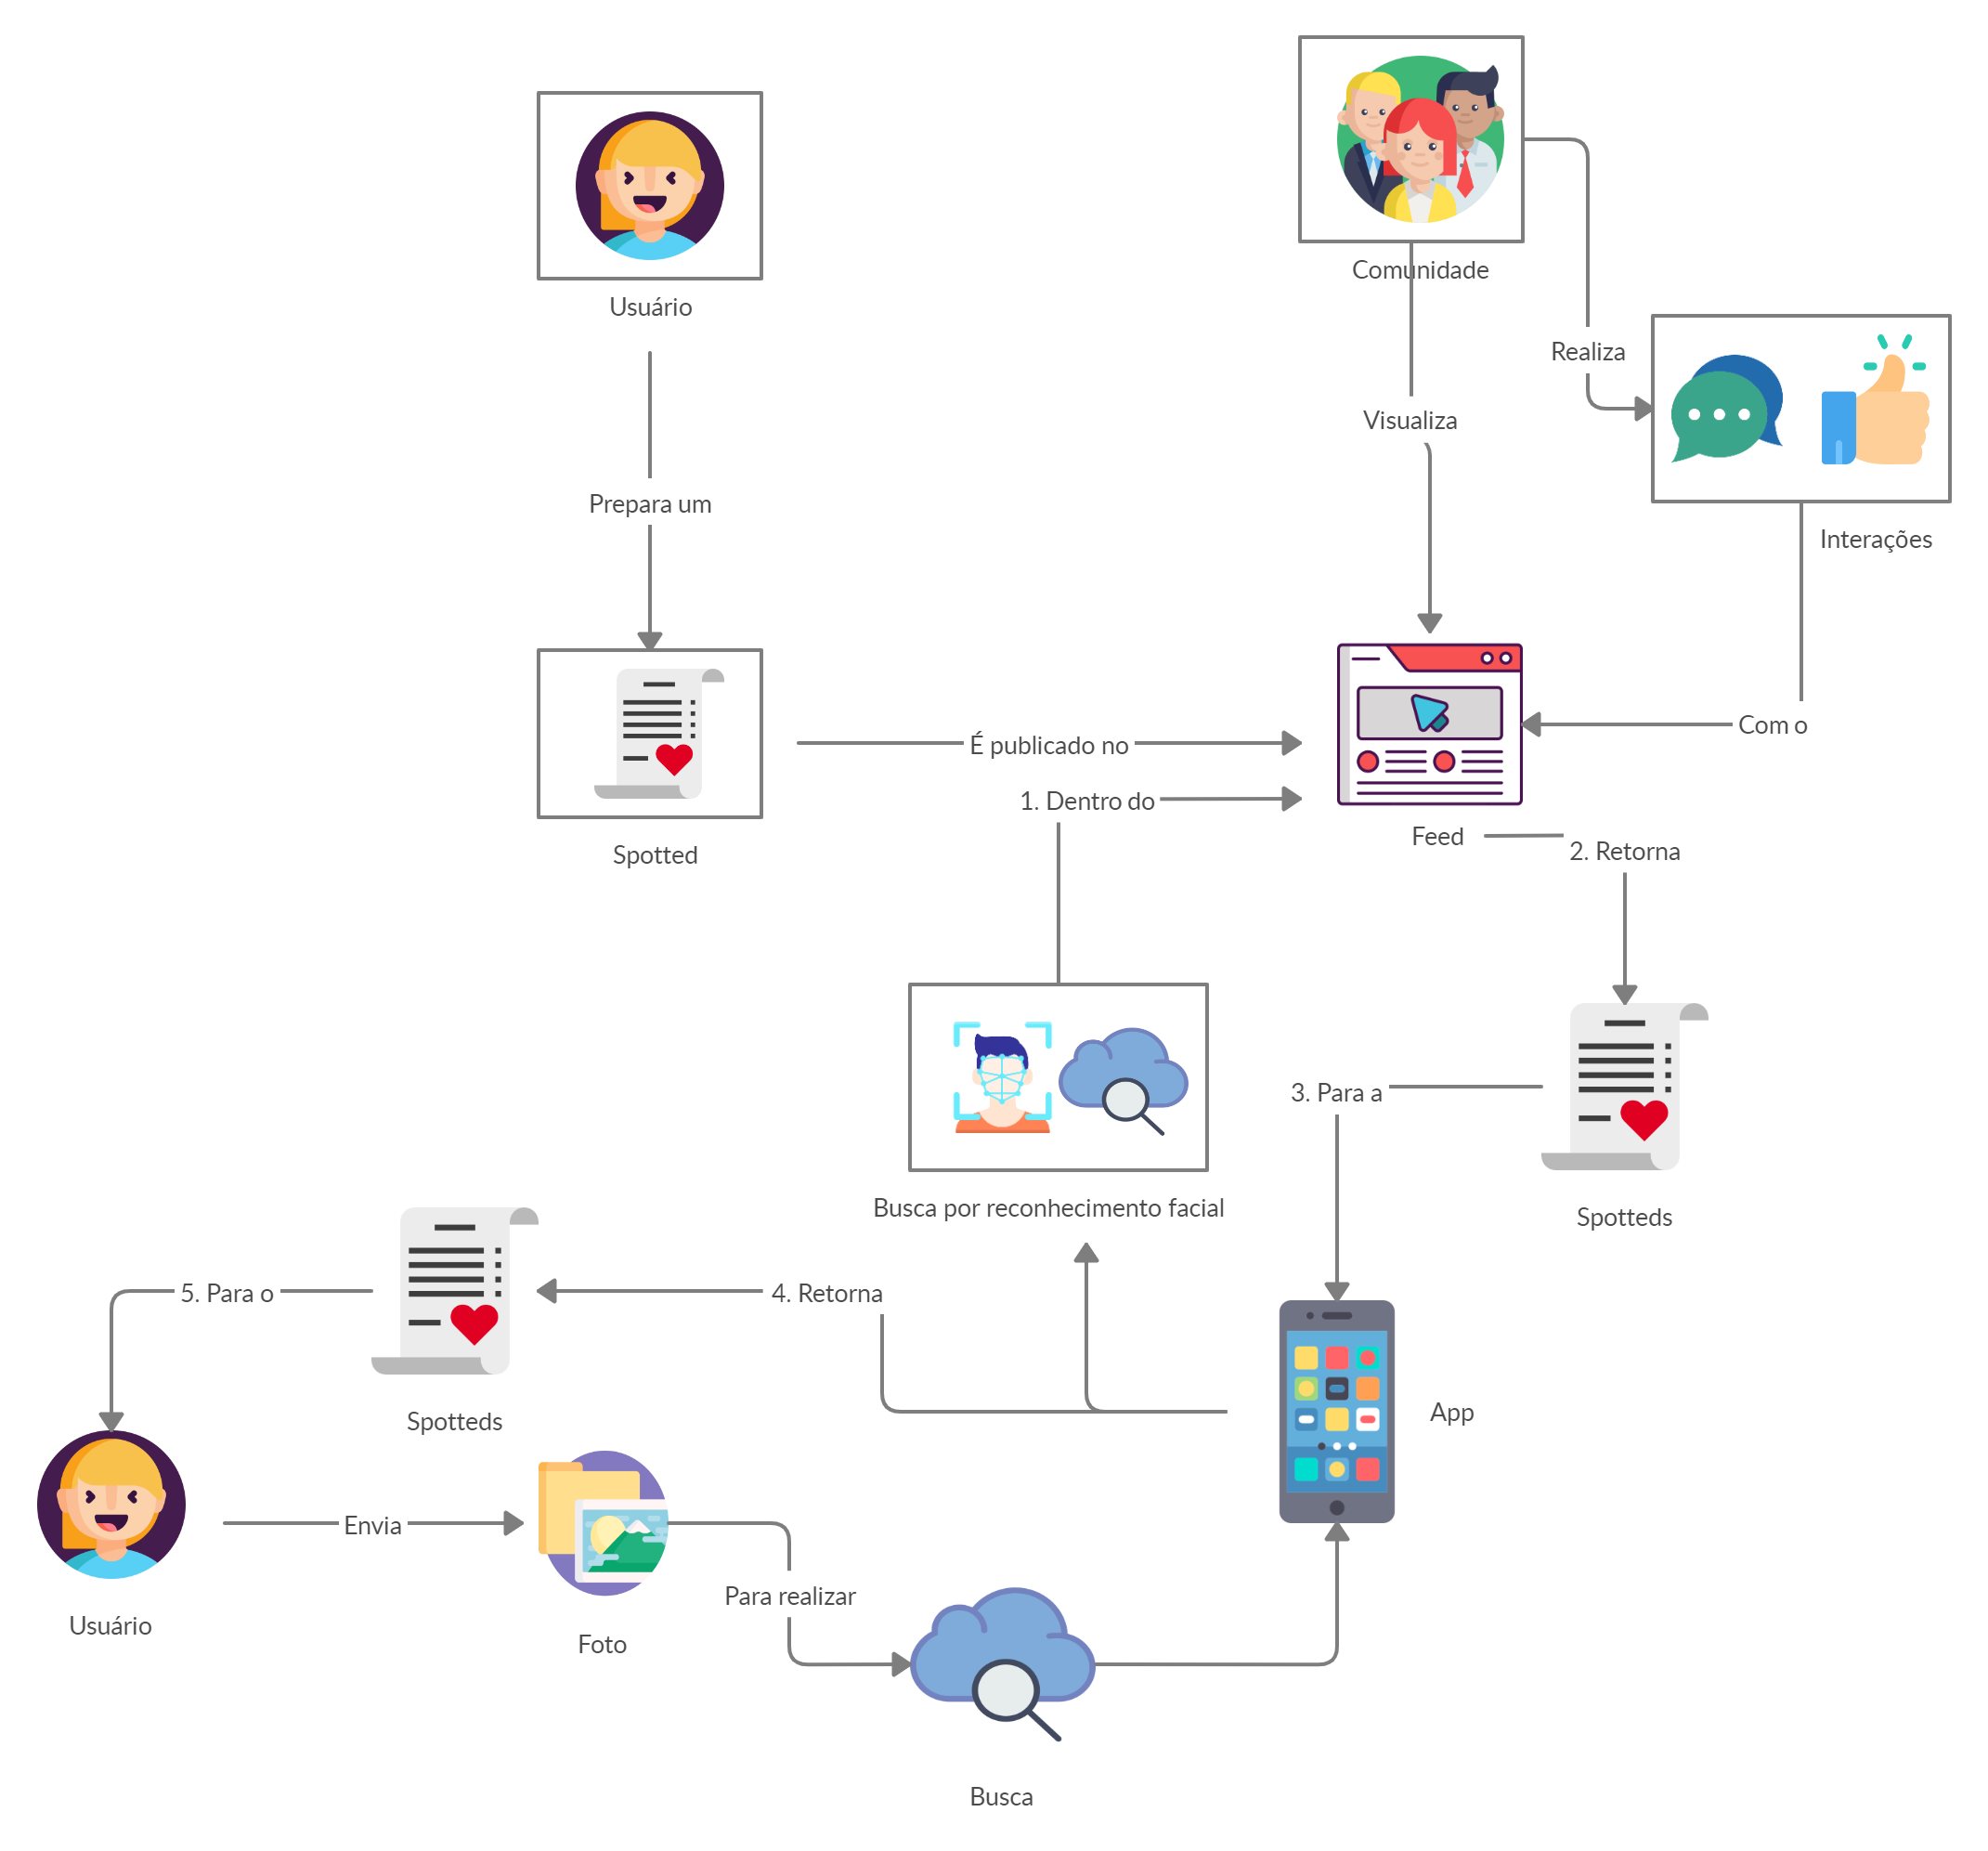 Comunidade
Usuário
Realiza
Visualiza
Prepara um
Interações
Com o
É publicado no
1. Dentro do
Feed
2. Retorna
Spotted
3. Para a
Busca por reconhecimento facial
Spotteds
5. Para o
4. Retorna
Spotteds
App
Envia
Para realizar
Usuário
Foto
Busca